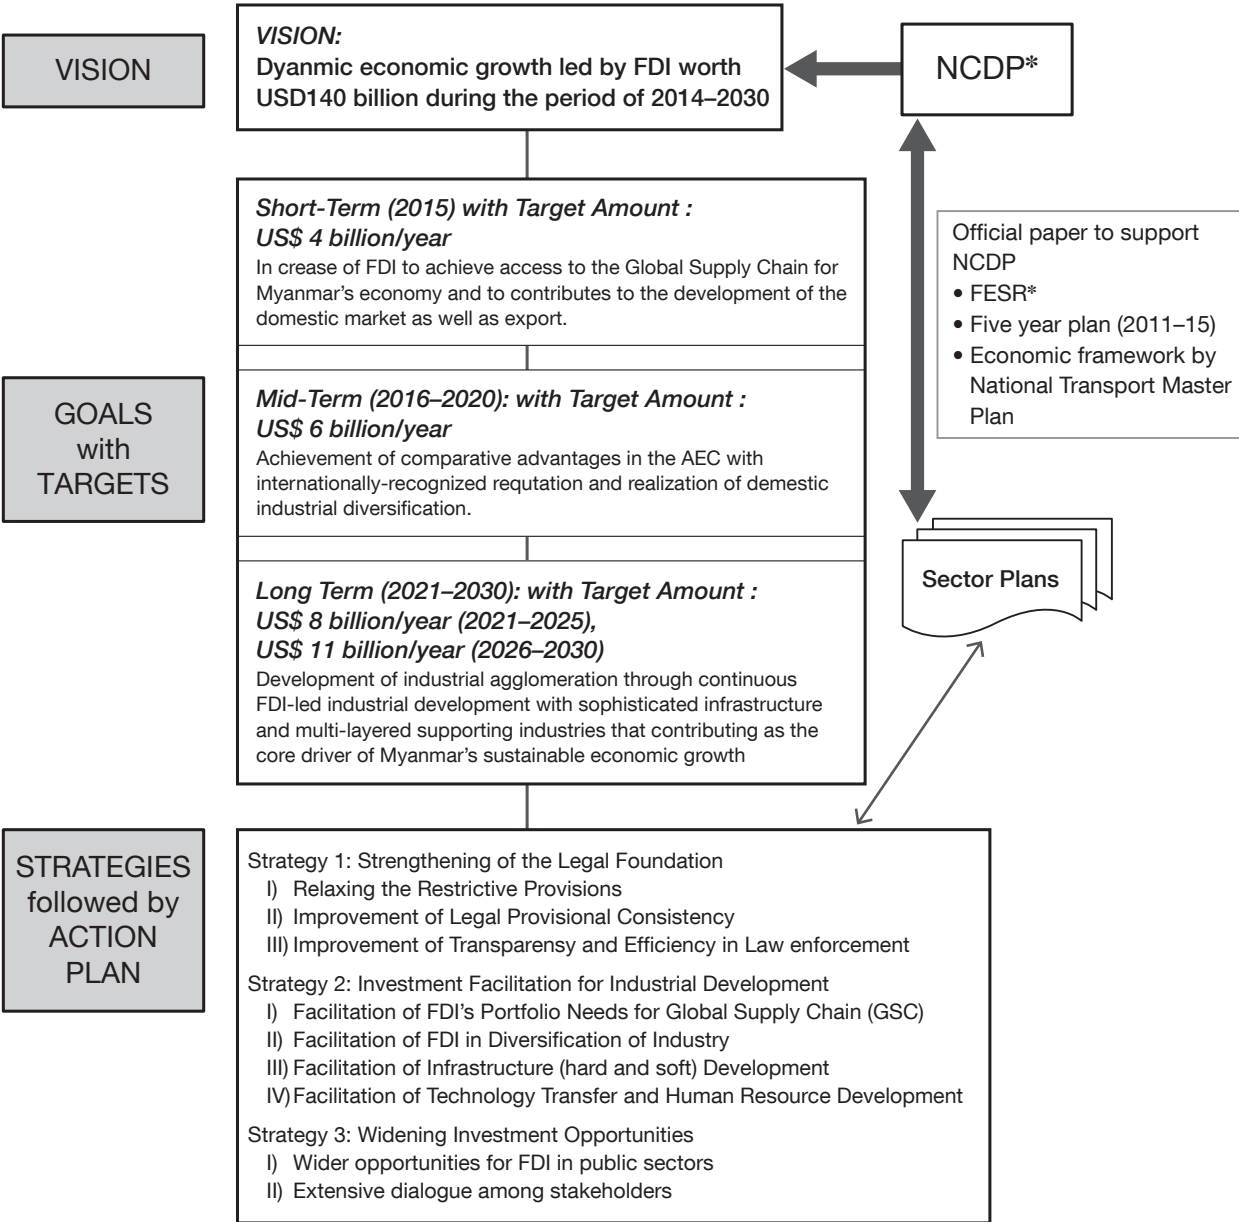 VISION
VISION:
Dyanmic economic growth led by FDI worth
USD140 billion during the period of 2014–2030
NCDP*
Short-Term (2015) with Target Amount :
US$ 4 billion/year
In crease of FDI to achieve access to the Global Supply Chain for
Myanmar's economy and to contributes to the development of the
domestic market as well as export.
Official paper to support
NCDP
• FESR*
• Five year plan (2011–15)
• Economic framework by
National Transport Master
Plan
GOALS
with
TARGETS
Mid-Term (2016–2020): with Target Amount :
US$ 6 billion/year
Achievement of comparative advantages in the AEC with
internationally-recognized requtation and realization of demestic
industrial diversification.
Long Term (2021–2030): with Target Amount :
US$ 8 billion/year (2021–2025),
US$ 11 billion/year (2026–2030)
Development of industrial agglomeration through continuous
FDI-led industrial development with sophisticated infrastructure
and multi-layered supporting industries that contributing as the
core driver of Myanmar's sustainable economic growth
Sector Plans
STRATEGIES
followed by
ACTION
PLAN
Strategy 1: Strengthening of the Legal Foundation
I) Relaxing the Restrictive Provisions
II) Improvement of Legal Provisional Consistency
III) Improvement of Transparensy and Efficiency in Law enforcement
Strategy 2: Investment Facilitation for Industrial Development
I) Facilitation of FDI's Portfolio Needs for Global Supply Chain (GSC)
II) Facilitation of FDI in Diversification of Industry
III) Facilitation of Infrastructure (hard and soft) Development
IV) Facilitation of Technology Transfer and Human Resource Development
Strategy 3: Widening Investment Opportunities
I) Wider opportunities for FDI in public sectors
II) Extensive dialogue among stakeholders